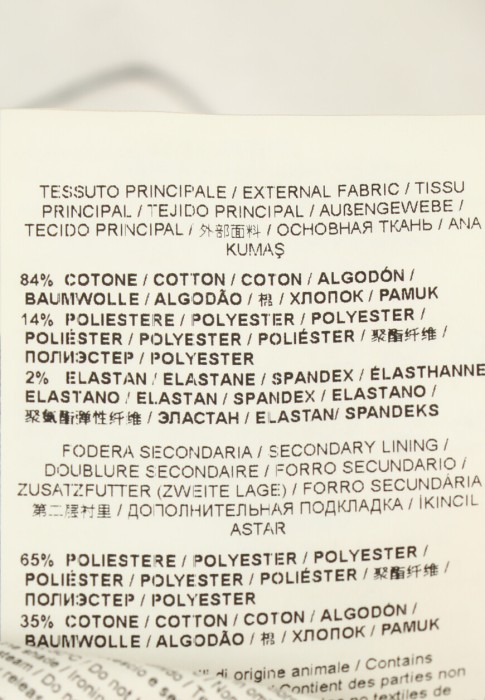 TESSUTO PRINCIPALE / EXTERNAL FABRIC / TISSU
PRINCIPAL / TEJIDO PRINCIPAL / AUßENGEWEBE /
TECIDO PRINCIPAL / 外部面料 / ОСНОВНАЯ ТКАНЬ / ANA
KUMAŞ
84% COTONE / COTTON / COTON / ALGODÓN /
BAUMWOLLE / ALGODÃO / 棉 / ХЛОПОК / PAMUK
14% POLIESTERE / POLYESTER / POLYESTER /
POLIÉSTER / POLYESTER / POLIÉSTER / 聚酯纤维 /
ПОЛИЭСТЕР / POLYESTER
2% ELASTAN / ELASTANE / SPANDEX / ÉLASTHANNE
ELASTANO / ELASTAN / SPANDEX / ELASTANO /
聚氨酯弹性纤维 / ЭЛАСТАН / ELASTAN/ SPANDEKS
FODERA SECONDARIA / SECONDARY LINING /
DOUBLURE SECONDAIRE / FORRO SECUNDARIO /
ZUSATZFUTTER (ZWEITE LAGE) / FORRO SECUNDÁRIA
第二层衬里 / ДОПОЛНИТЕЛЬНАЯ ПОДКЛАДКА / İKINCIL
ASTAR
65% POLIESTERE / POLYESTER / POLYESTER /
POLIÉSTER / POLYESTER / POLIÉSTER / 聚酯纤维 /
ПОЛИЭСТЕР / POLYESTER
35% COTONE / COTTON / COTON / ALGODÓN /
BAUMWOLLE / ALGODÃO / 棉 / ХЛОПОК / PAMUK
di origine animale / Contains
Contient des parties non
no textiles de